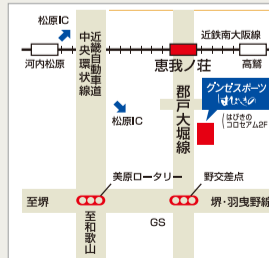 松原IC
近鉄南大阪線
河内松原
恵我ノ荘
高鷲
近畿自動車道
中央環状線
郡戸大堀線
グンゼスポーツ
はびきの
はびきの
コロセアム2F
松原IC
美原ロータリー
野交差点
至堺
堺・羽曳野線
至和歌山
GS